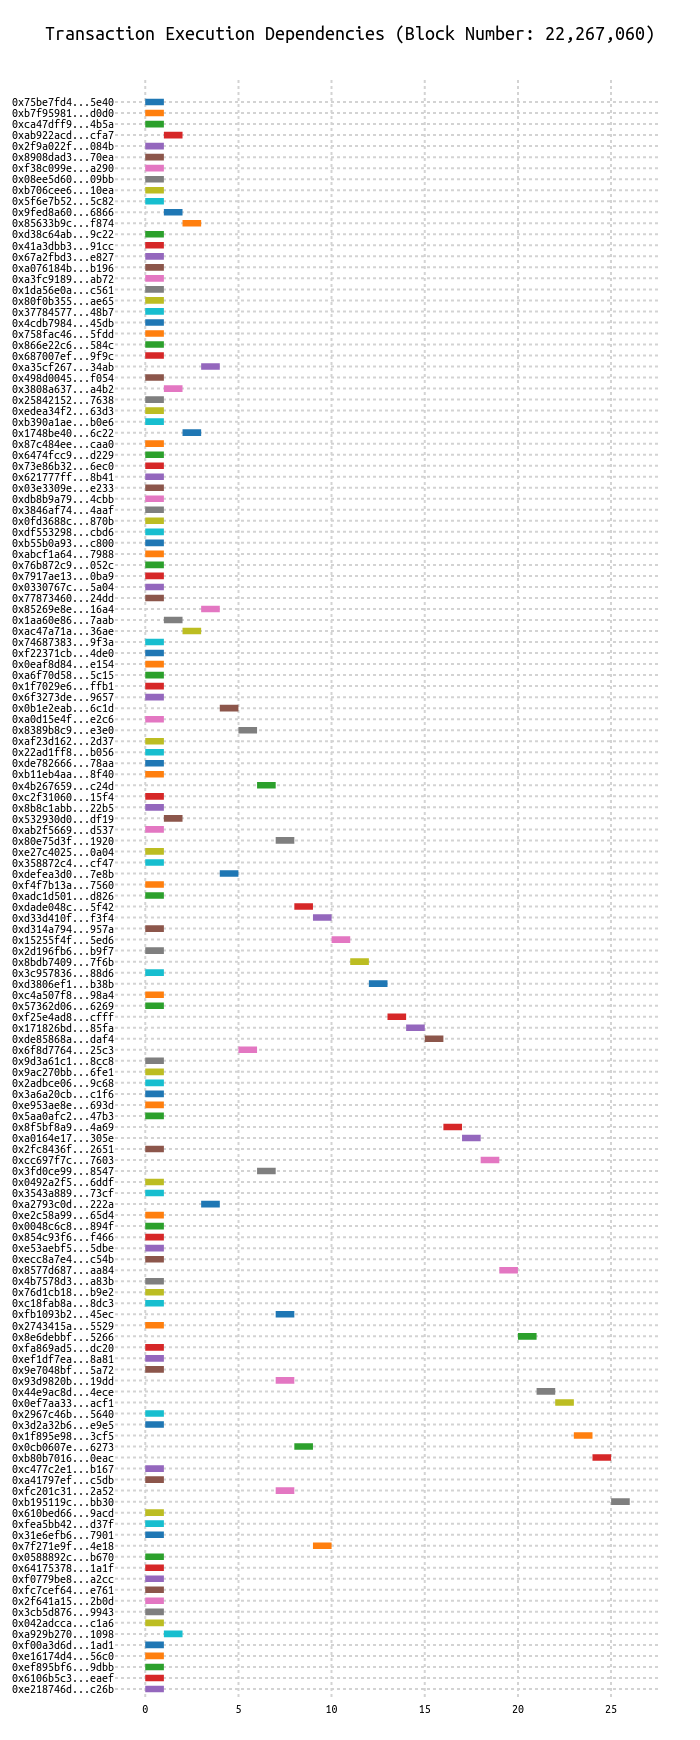 Transaction Execution Dependencies (Block Number: 22,267,060)
0x75be7fd4...5e40
0xb7f95981...d0d0
0xca47dff9...4b5a
0xab922acd...cfa7
0x2f9a022f...084b
0x8908dad3...70ea
0xf38c099e...a290
0x08ee5d60...09bb
0xb706cee6...10ea
0x5f6e7b52...5c82
0x9fed8a60...6866
0x85633b9c...f874
0xd38c64ab...9c22
0x41a3dbb3...91cc
0x67a2fbd3...e827
0xa076184b...b196
0xa3fc9189...ab72
0x1da56e0a...c561
0x80f0b355...ae65
0x37784577...48b7
0x4cdb7984...45db
0x758fac46...5fdd
0x866e22c6...584c
0x687007ef...9f9c
0xa35cf267...34ab
0x498d0045...f054
0x3808a637...a4b2
0x25842152...7638
0xedea34f2...63d3
0xb390a1ae...b0e6
0x1748be40...6c22
0x87c484ee...caa0
0x6474fcc9...d229
0x73e86b32...6ec0
0x621777ff...8b41
0x03e3309e...e233
0xdb8b9a79...4cbb
0x3846af74...4aaf
0x0fd3688c...870b
0xdf553298...cbd6
0xb55b0a93...c800
0xabcf1a64...7988
0x76b872c9...052c
0x7917ae13...0ba9
0x0330767c...5a04
0x77873460...24dd
0x85269e8e...16a4
0x1aa60e86...7aab
0xac47a71a...36ae
0x74687383...9f3a
0xf22371cb...4de0
0x0eaf8d84...e154
0xa6f70d58...5c15
0x1f7029e6...ffb1
0x6f3273de...9657
0x0b1e2eab...6c1d
0xa0d15e4f...e2c6
0x8389b8c9...e3e0
0xaf23d162...2d37
0x22ad1ff8...b056
0xde782666...78aa
0xb11eb4aa...8f40
0x4b267659...c24d
0xc2f31060...15f4
0x8b8c1abb...22b5
0x532930d0...df19
0xab2f5669...d537
0x80e75d3f...1920
0xe27c4025...0a04
0x358872c4...cf47
0xdefea3d0...7e8b
0xf4f7b13a...7560
0xadc1d501...d826
0xdade048c...5f42
0xd33d410f...f3f4
0xd314a794...957a
0x15255f4f...5ed6
0x2d196fb6...b9f7
0x8bdb7409...7f6b
0x3c957836...88d6
0xd3806ef1...b38b
0xc4a507f8...98a4
0x57362d06...6269
0xf25e4ad8...cfff
0x171826bd...85fa
0xde85868a...daf4
0x6f8d7764...25c3
0x9d3a61c1...8cc8
0x9ac270bb...6fe1
0x2adbce06...9c68
0x3a6a20cb...c1f6
0xe953ae8e...693d
0x5aa0afc2...47b3
0x8f5bf8a9...4a69
0xa0164e17...305e
0x2fc8436f...2651
0xcc697f7c...7603
0x3fd0ce99...8547
0x0492a2f5...6ddf
0x3543a889...73cf
0xa2793c0d...222a
0xe2c58a99...65d4
0x0048c6c8...894f
0x854c93f6...f466
0xe53aebf5...5dbe
0xecc8a7e4...c54b
0x8577d687...aa84
0x4b7578d3...a83b
0x76d1cb18...b9e2
0xc18fab8a...8dc3
0xfb1093b2...45ec
0x2743415a...5529
0x8e6debbf...5266
0xfa869ad5...dc20
0xef1df7ea...8a81
0x9e7048bf...5a72
0x93d9820b...19dd
0x44e9ac8d...4ece
0x0ef7aa33...acf1
0x2967c46b...5640
0x3d2a32b6...e9e5
0x1f895e98...3cf5
0x0cb0607e...6273
0xb80b7016...0eac
0xc477c2e1...b167
0xa41797ef...c5db
0xfc201c31...2a52
0xb195119c...bb30
0x610bed66...9acd
0xfea5bb42...d37f
0x31e6efb6...7901
0x7f271e9f...4e18
0x0588892c...b670
0x64175378...1a1f
0xf0779be8...a2cc
0xfc7cef64...e761
0x2f641a15...2b0d
0x3cb5d876...9943
0x042adcca...c1a6
0xa929b270...1098
0xf00a3d6d...1ad1
0xe16174d4...56c0
0xef895bf6...9dbb
0x6106b5c3...eaef
0xe218746d...c26b
0 5 10 15 20 25